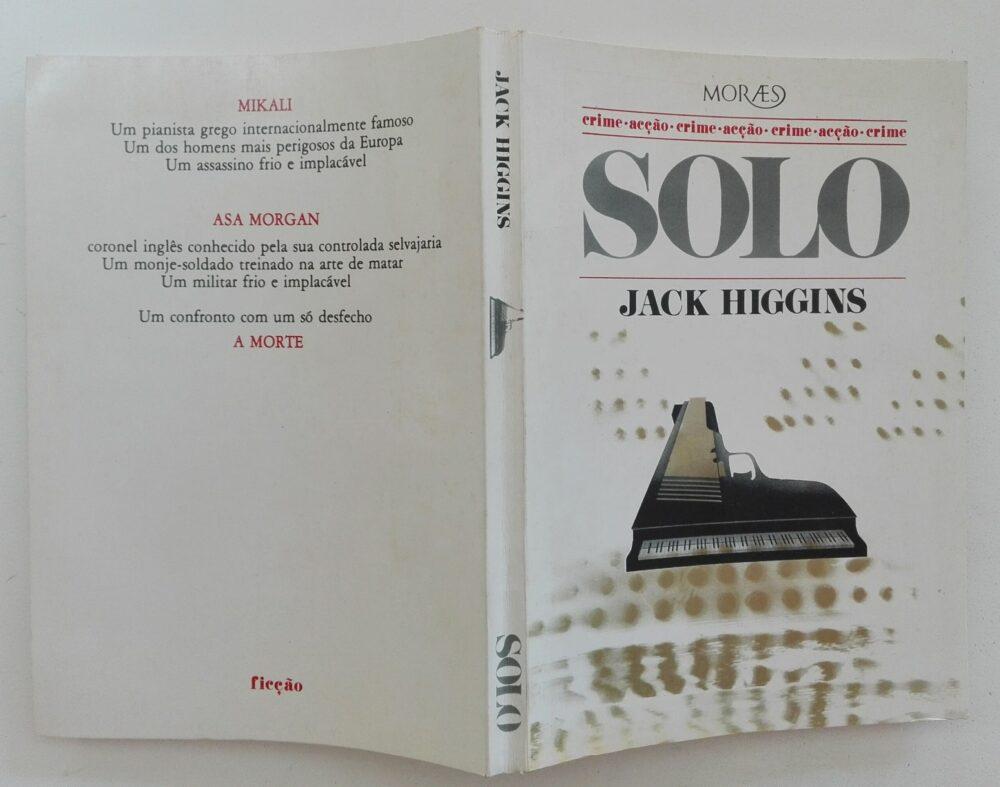 MIKALI
Um pianista grego internacionalmente famoso
Um dos homens mais perigosos da Europa
Um assassino frio e implacável
ASA MORGAN
coronel inglês conhecido pela sua controlada selvajaria
Um monje-soldado treinado na arte de matar
Um militar frio e implacável
Um confronto com um só desfecho
A MORTE
ficção
JACK HIGGINS
SOLO
MORÆS
crime·acção·crime·acção·crime·acção·crime
SOLO
JACK HIGGINS